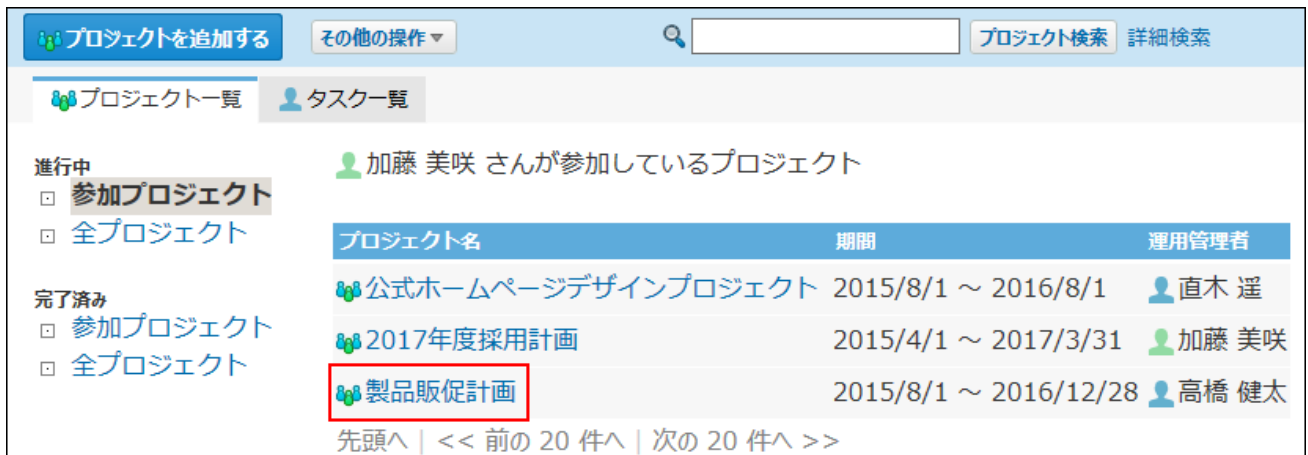 プロジェクトを追加する その他の操作▼ プロジェクト検索 詳細検索
プロジェクト一覧 タスク一覧
進行中
参加プロジェクト
全プロジェクト
完了済み
参加プロジェクト
全プロジェクト
加藤 美咲 さんが参加しているプロジェクト
プロジェクト名 期間 運用管理者
公式ホームページデザインプロジェクト 2015/8/1 ～ 2016/8/1 直木 遥
2017年度採用計画 2015/4/1 ～ 2017/3/31 加藤 美咲
製品販促計画 2015/8/1 ～ 2016/12/28 高橋 健太
先頭へ | << 前の 20 件へ | 次の 20 件へ >>